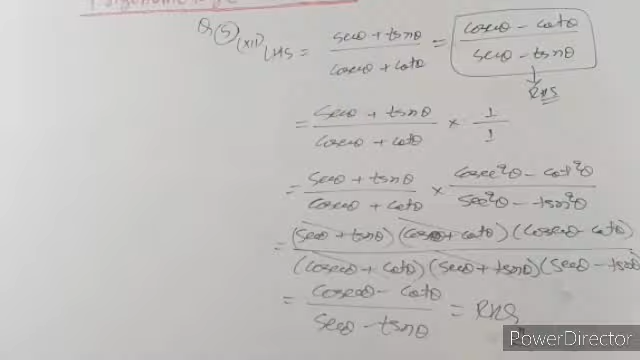 Trigonometric
Q (5) (xii) LHS = (secθ + tanθ)/(cosecθ + cotθ) = (cosecθ - cotθ)/(secθ - tanθ)
RHS
= (secθ + tanθ)/(cosecθ + cotθ) × 1/1
= (secθ + tanθ)/(cosecθ + cotθ) × (cosec²θ - cot²θ)/(sec²θ - tan²θ)
= (secθ + tanθ)(cosecθ + cotθ)(cosecθ - cotθ)/(cosecθ + cotθ)(secθ + tanθ)(secθ - tanθ)
= (cosecθ - cotθ)/(secθ - tanθ) = RHS
PowerDirector